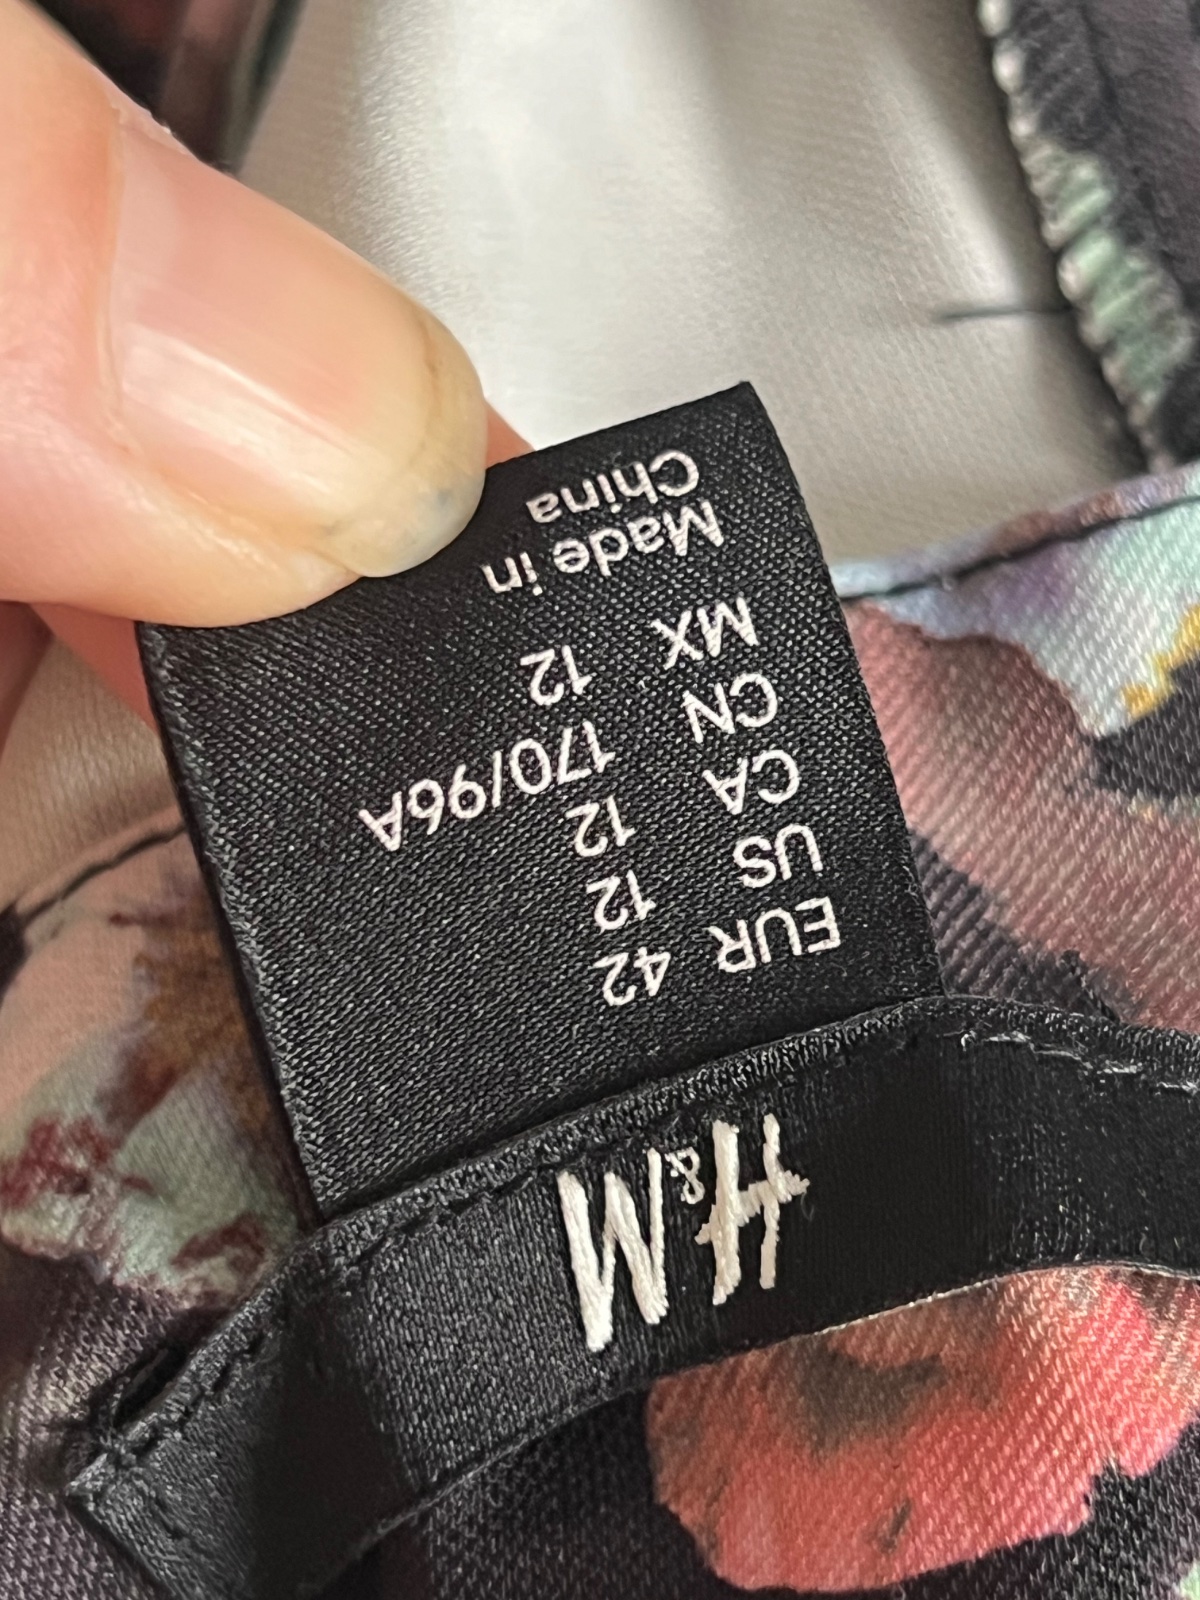 H&M
EUR 42
US 12
CA 12
CN 170/96A
MX 12
Made in
China